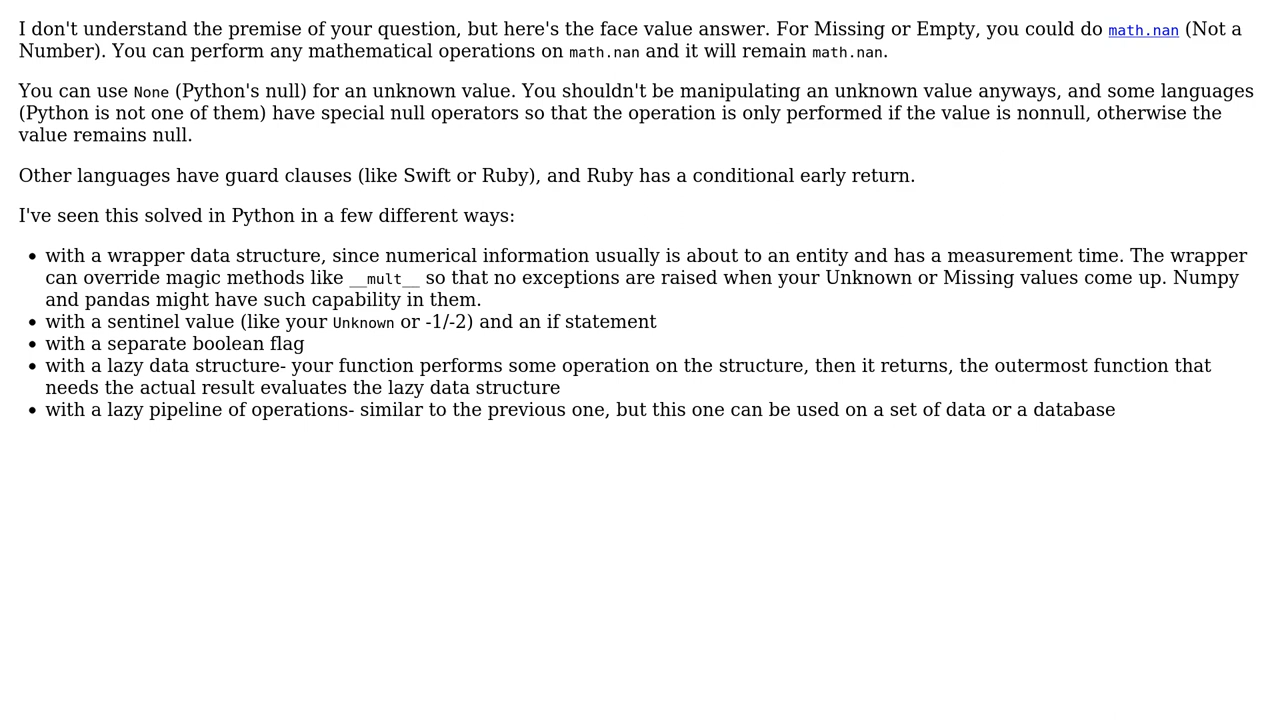 I don't understand the premise of your question, but here's the face value answer. For Missing or Empty, you could do math.nan (Not a
Number). You can perform any mathematical operations on math.nan and it will remain math.nan.
You can use None (Python's null) for an unknown value. You shouldn't be manipulating an unknown value anyways, and some languages
(Python is not one of them) have special null operators so that the operation is only performed if the value is nonnull, otherwise the
value remains null.
Other languages have guard clauses (like Swift or Ruby), and Ruby has a conditional early return.
I've seen this solved in Python in a few different ways:
• with a wrapper data structure, since numerical information usually is about to an entity and has a measurement time. The wrapper
can override magic methods like __mult__ so that no exceptions are raised when your Unknown or Missing values come up. Numpy
and pandas might have such capability in them.
• with a sentinel value (like your Unknown or -1/-2) and an if statement
• with a separate boolean flag
• with a lazy data structure- your function performs some operation on the structure, then it returns, the outermost function that
needs the actual result evaluates the lazy data structure
• with a lazy pipeline of operations- similar to the previous one, but this one can be used on a set of data or a database